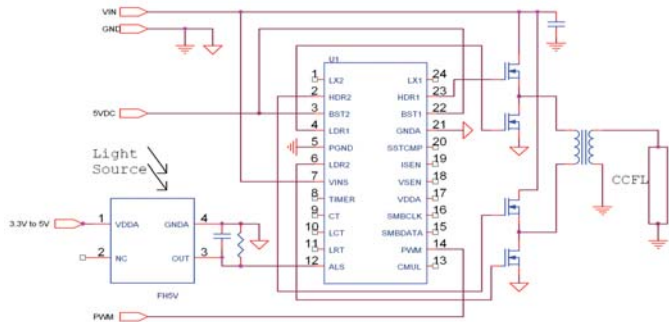 VIN
GND
5VDC
Light
Source
3.3V to 5V
1 VDDA GNDA 4
2 NC OUT 3
FH5V
PWM
U1
1 LX2 LX1 24
2 HDR2 HDR1 23
3 BST2 BST1 22
4 LDR1 GNDA 21
5 PGND SSTCMP 20
6 LDR2 ISEN 19
7 VINS VSEN 18
8 TIMER VDDA 17
9 CT SMBCLK 16
10 LCT SMBDATA 15
11 LRT PWM 14
12 ALS CMUL 13
CCFL